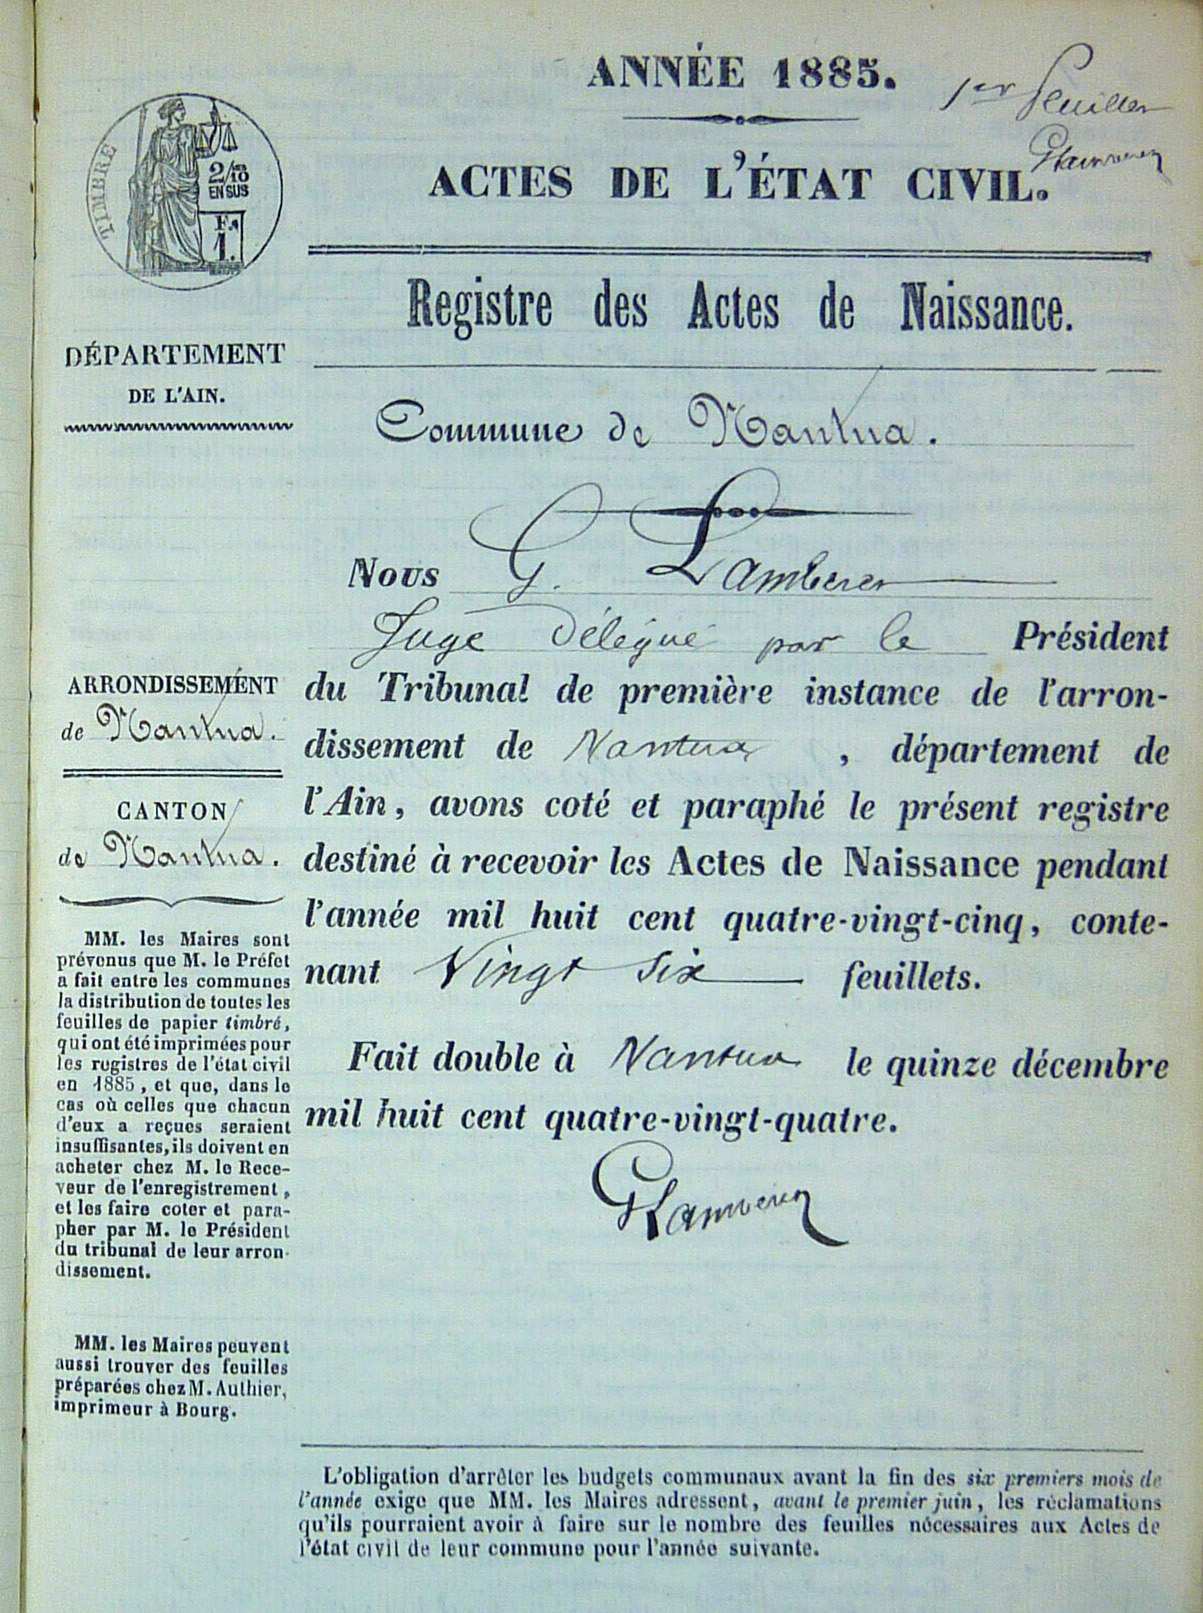 ANNÉE 1885.
1er feuillet
ACTES DE L'ÉTAT CIVIL.
TIMBRE
2/10 EN SUS
F. 1.
Registre des Actes de Naissance.
DÉPARTEMENT
DE L'AIN.
Commune de Nantua.
Nous G. Lamberer
Juge Délégué par le Président
du Tribunal de première instance de l'arron-
dissement de Nantua, département de
l'Ain, avons coté et paraphé le présent registre
destiné à recevoir les Actes de Naissance pendant
l'année mil huit cent quatre-vingt-cinq, conte-
nant Vingt six feuillets.
Fait double à Nantua le quinze décembre
mil huit cent quatre-vingt-quatre.
ARRONDISSEMENT
de Nantua.
CANTON
de Nantua.
MM. les Maires sont
prévenus que M. le Préfet
a fait entre les communes
la distribution de toutes les
feuilles de papier timbré,
qui ont été imprimées pour
les registres de l'état civil
en 1885, et que, dans le
cas où celles que chacun
d'eux a reçues seraient
insuffisantes, ils doivent en
acheter chez M. le Rece-
veur de l'enregistrement,
et les faire coter et para-
pher par M. le Président
du tribunal de leur arron-
dissement.
MM. les Maires peuvent
aussi trouver des feuilles
préparées chez M. Authier,
imprimeur à Bourg.
L'obligation d'arrêter les budgets communaux avant la fin des six premiers mois de
l'année exige que MM. les Maires adressent, avant le premier juin, les réclamations
qu'ils pourraient avoir à faire sur le nombre des feuilles nécessaires aux Actes de
l'état civil de leur commune pour l'année suivante.